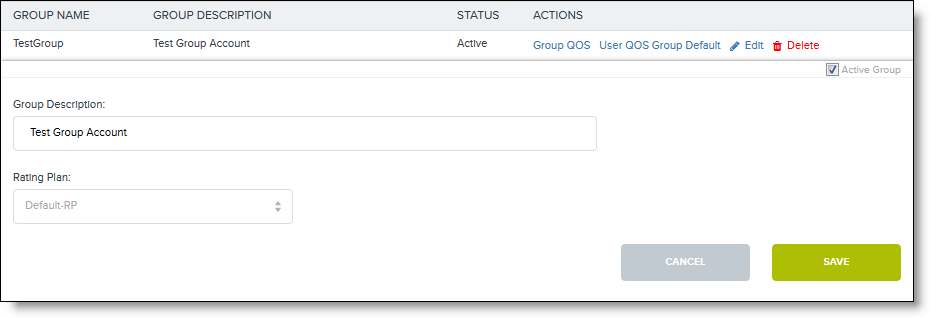 GROUP NAME GROUP DESCRIPTION STATUS ACTIONS
TestGroup Test Group Account Active Group QOS User QOS Group Default Edit Delete
Active Group
Group Description:
Test Group Account
Rating Plan:
Default-RP
CANCEL SAVE